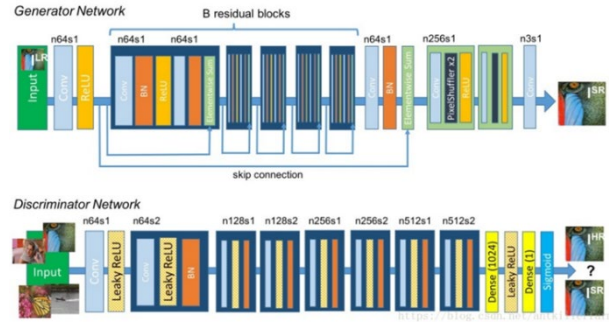 Generator Network
B residual blocks
n64s1
n64s1
n64s1
n64s1
n256s1
n3s1
LR
Input
Conv
ReLU
Conv
BN
ReLU
Elementwise Sum
Conv
BN
Elementwise Sum
Conv
PixelShuffler x2
ReLU
Conv
SR
skip connection
Discriminator Network
n64s1
n64s2
n128s1
n128s2
n256s1
n256s2
n512s1
n512s2
Input
Conv
Leaky ReLU
Conv
Leaky ReLU
BN
Dense (1024)
Leaky ReLU
Dense (1)
Sigmoid
HR
?
SR